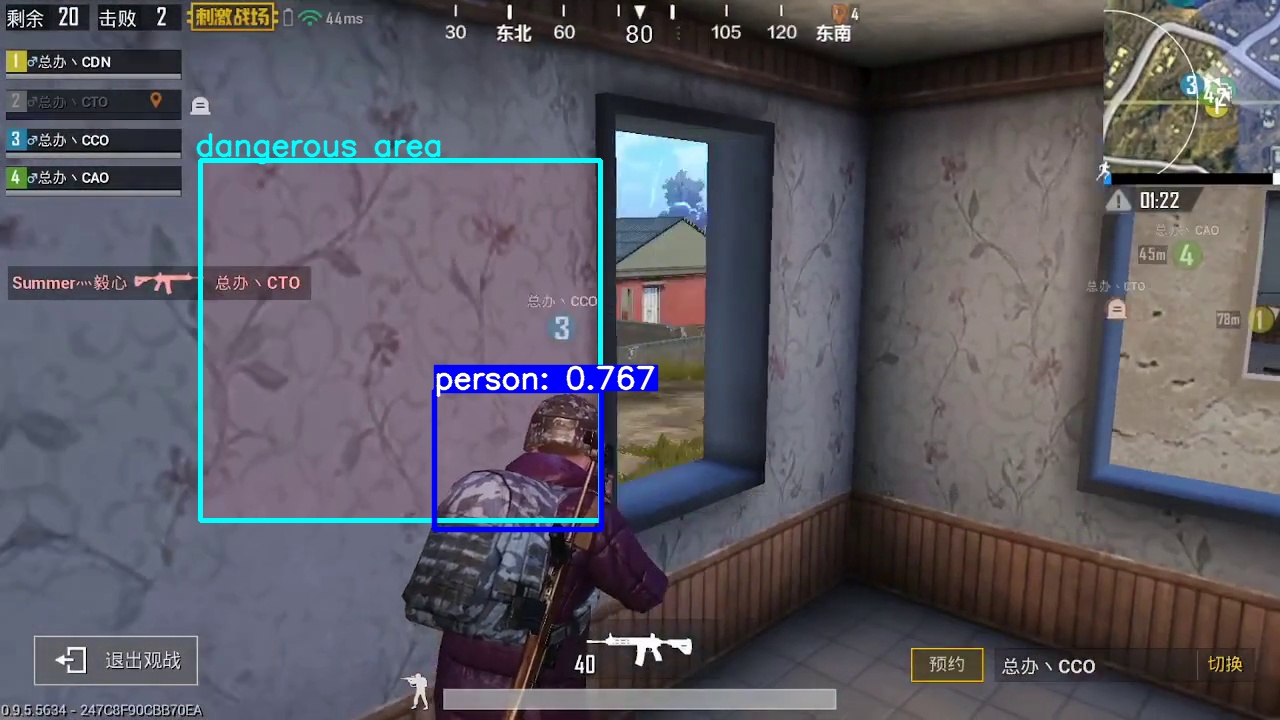 剩余 20 击败 2
刺激战场
44ms
30 东北 60 80 105 120 东南
4
1 ♂总办丶CDN
2 ♂总办丶CTO
3 ♂总办丶CCO
4 ♂总办丶CAO
3
42
1
dangerous area
01:22
总办丶CAO
45m 4
总办丶CTO
78m 1
Summer灬毅心 总办丶CTO
总办丶CCO
3
person: 0.767
退出观战
40
预约 总办丶CCO 切换
0.9.5.5634 - 247C8F90CBB70EA